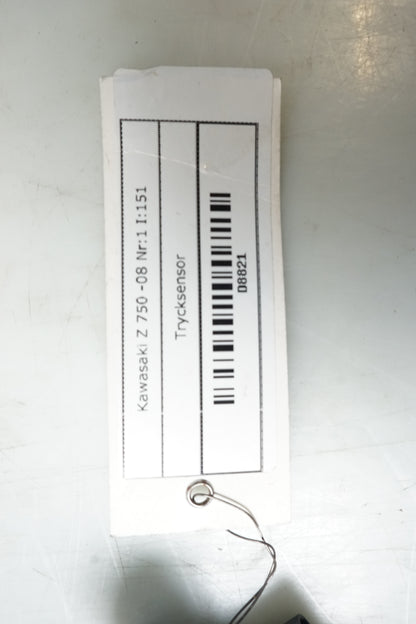 Kawasaki Z 750 -08 Nr:1 I:151
Trycksensor
D8821